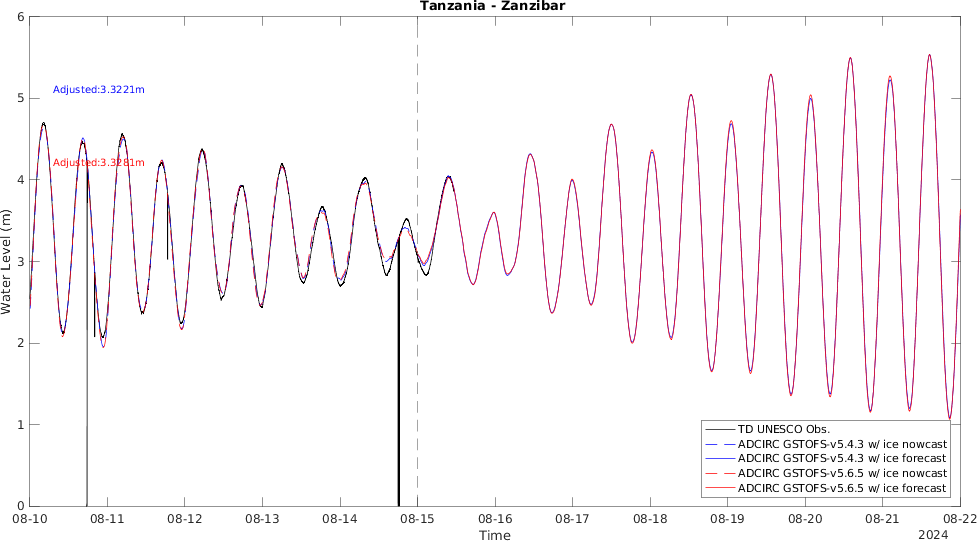 Tanzania - Zanzibar
6
5
4
3
2
1
0
Water Level (m)
Adjusted:3.3221m
Adjusted:3.3281m
TD UNESCO Obs.
ADCIRC GSTOFS-v5.4.3 w/ ice nowcast
ADCIRC GSTOFS-v5.4.3 w/ ice forecast
ADCIRC GSTOFS-v5.6.5 w/ ice nowcast
ADCIRC GSTOFS-v5.6.5 w/ ice forecast
08-10 08-11 08-12 08-13 08-14 08-15 08-16 08-17 08-18 08-19 08-20 08-21 08-22
Time
2024